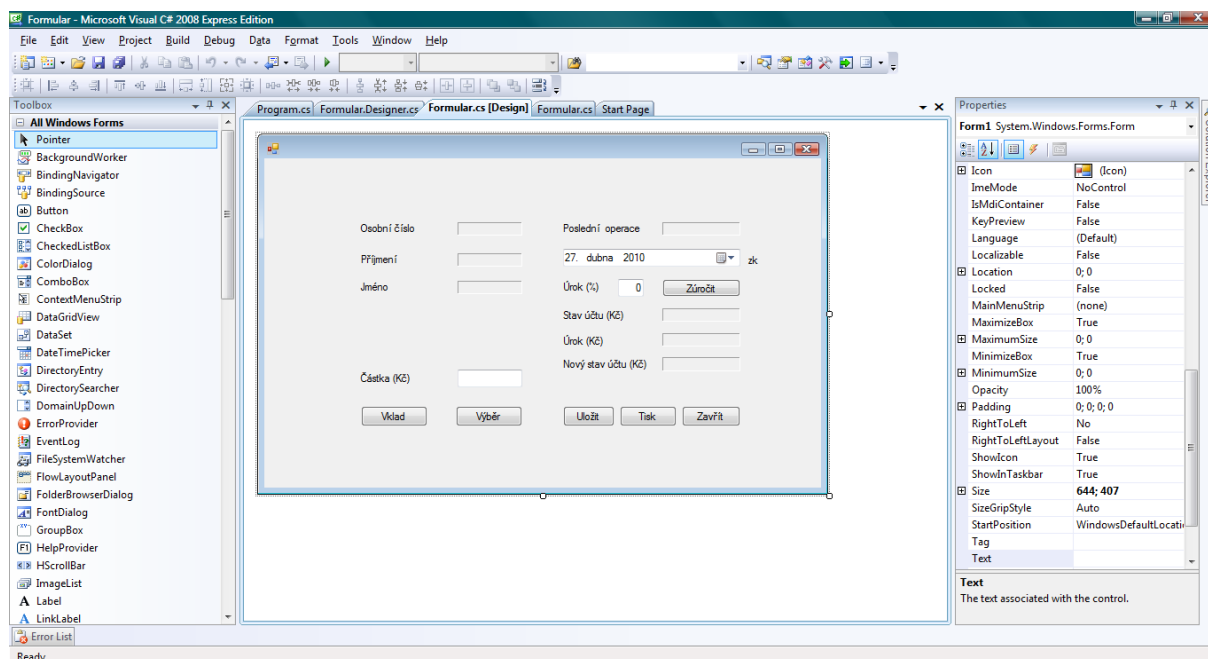 Formular - Microsoft Visual C# 2008 Express Edition
File Edit View Project Build Debug Data Format Tools Window Help
Toolbox
Program.cs Formular.Designer.cs Formular.cs [Design] Formular.cs Start Page
Properties
All Windows Forms
Pointer
BackgroundWorker
BindingNavigator
BindingSource
Button
CheckBox
CheckedListBox
ColorDialog
ComboBox
ContextMenuStrip
DataGridView
DataSet
DateTimePicker
DirectoryEntry
DirectorySearcher
DomainUpDown
ErrorProvider
EventLog
FileSystemWatcher
FlowLayoutPanel
FolderBrowserDialog
FontDialog
GroupBox
HelpProvider
HScrollBar
ImageList
Label
LinkLabel
Osobní číslo Poslední operace
Příjmení 27. dubna 2010 zk
Jméno Úrok (%) 0 Zúročit
Stav účtu (Kč)
Úrok (Kč)
Nový stav účtu (Kč)
Částka (Kč)
Vklad Výběr Uložit Tisk Zavřít
Form1 System.Windows.Forms.Form
Icon (Icon)
ImeMode NoControl
IsMdiContainer False
KeyPreview False
Language (Default)
Localizable False
Location 0; 0
Locked False
MainMenuStrip (none)
MaximizeBox True
MaximumSize 0; 0
MinimizeBox True
MinimumSize 0; 0
Opacity 100%
Padding 0; 0; 0; 0
RightToLeft No
RightToLeftLayout False
ShowIcon True
ShowInTaskbar True
Size 644; 407
SizeGripStyle Auto
StartPosition WindowsDefaultLocati
Tag
Text
Text
The text associated with the control.
Error List
Ready